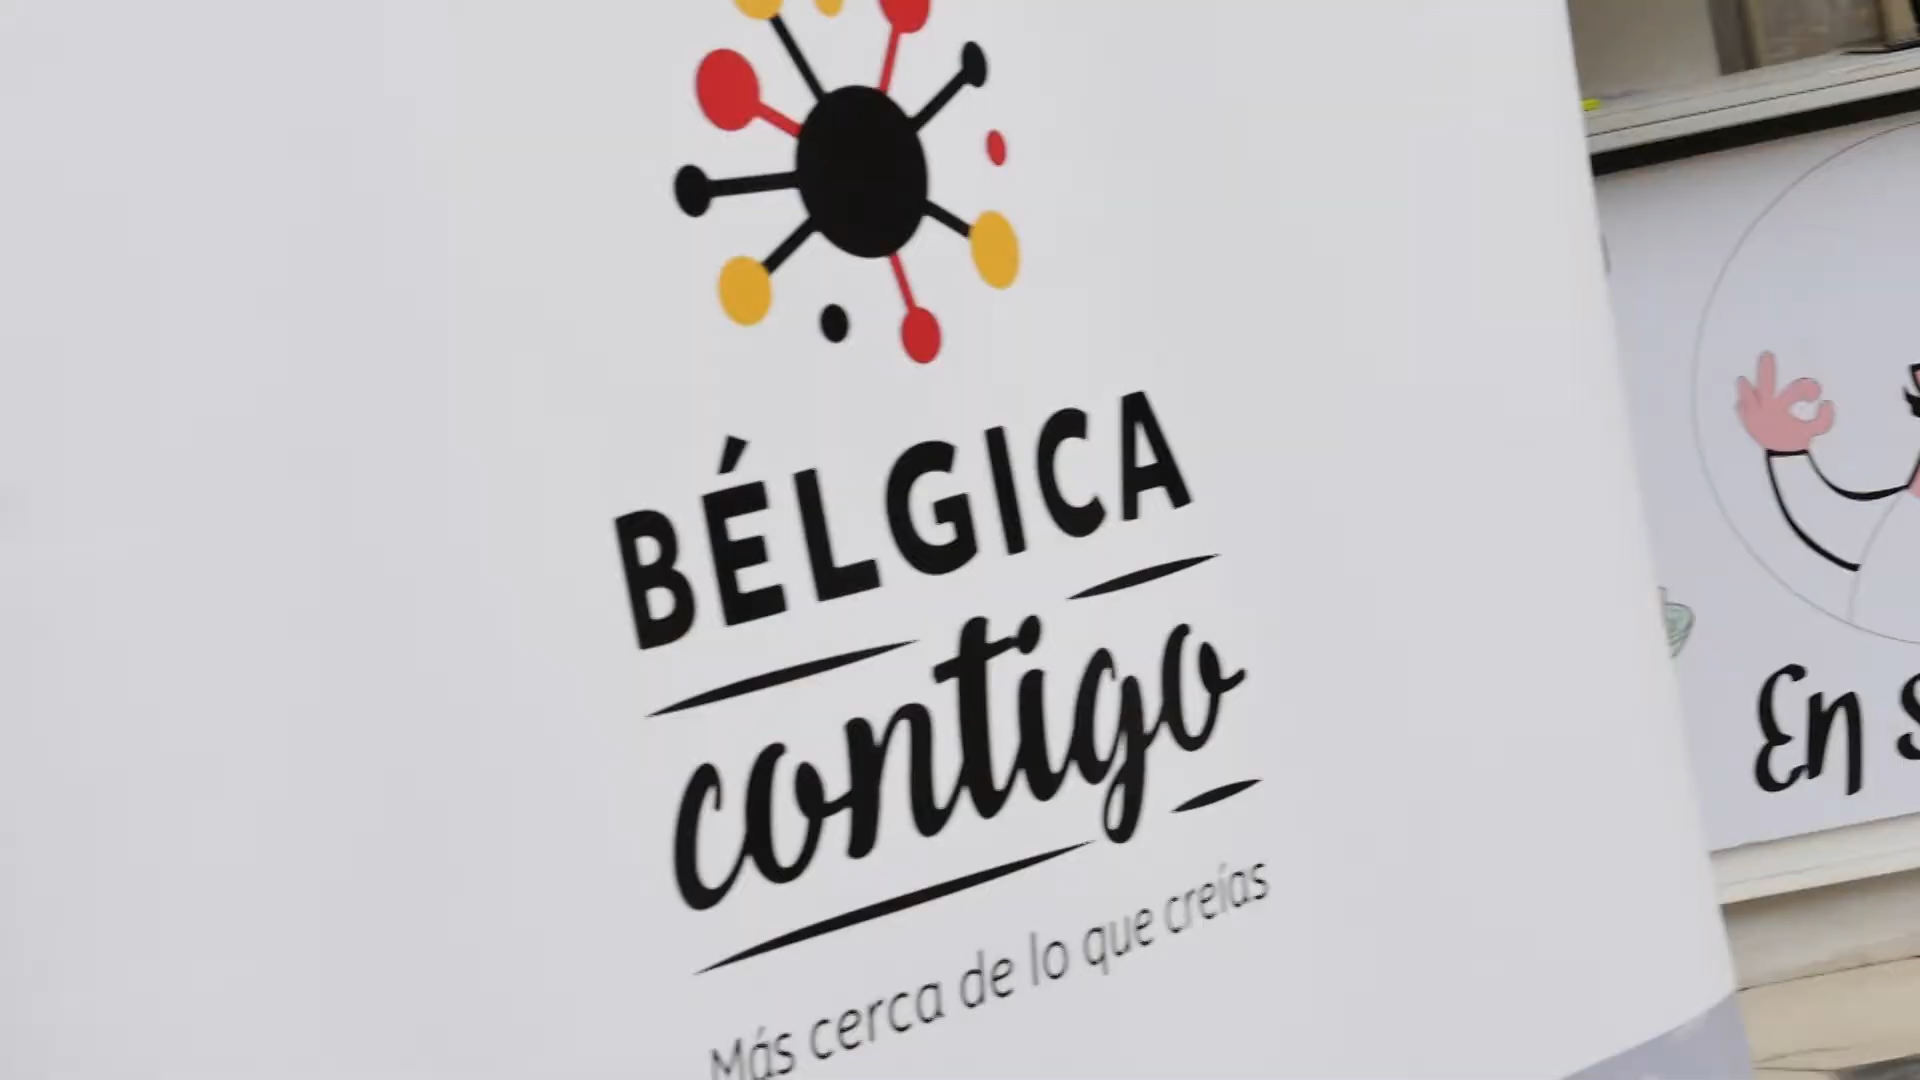 BÉLGICA
contigo
Más cerca de lo que creías
En